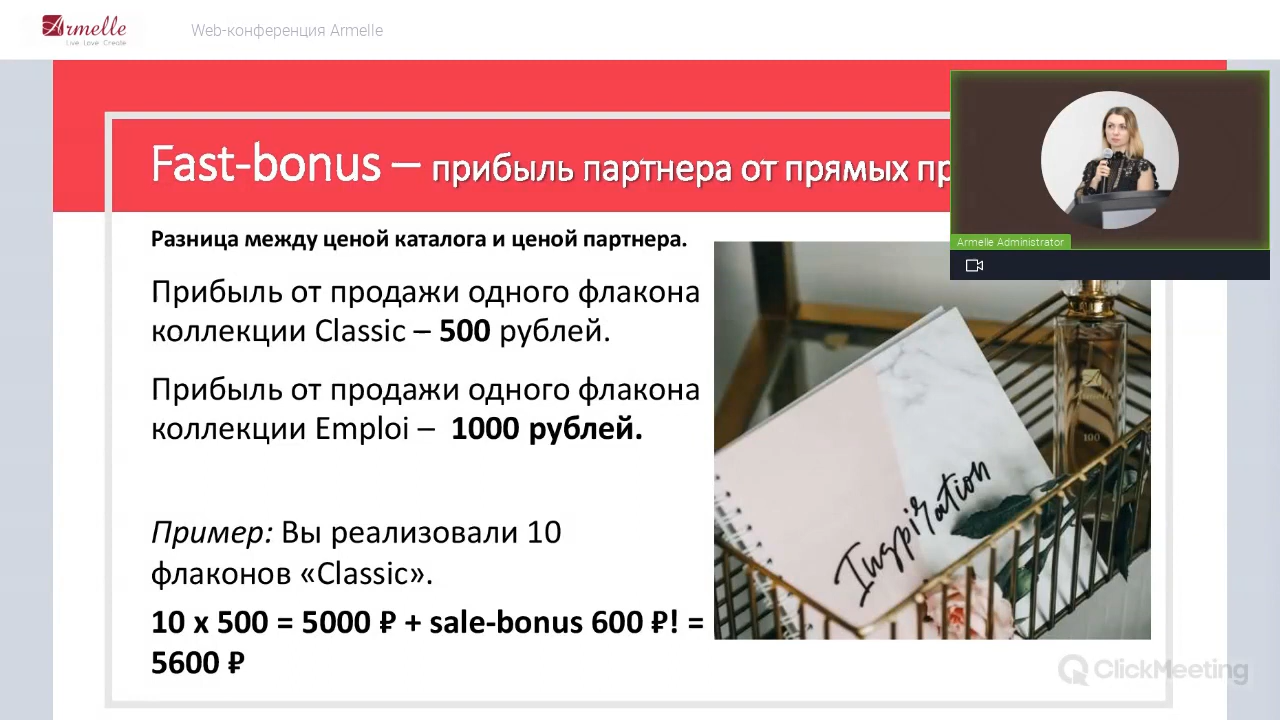 Armelle
Live. Love. Create
Web-конференция Armelle
Fast-bonus – прибыль партнера от прямых
Armelle Administrator
Разница между ценой каталога и ценой партнера.
Прибыль от продажи одного флакона
коллекции Classic – 500 рублей.
Прибыль от продажи одного флакона
коллекции Emploi – 1000 рублей.
Пример: Вы реализовали 10
флаконов «Classic».
10 x 500 = 5000 ₽ + sale-bonus 600 ₽! =
5600 ₽
Inspiration
Armelle
100
ClickMeeting